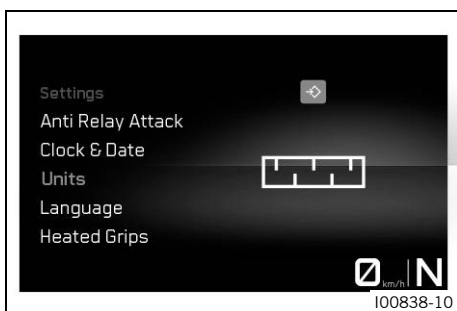 Settings
Anti Relay Attack
Clock & Date
Units
Language
Heated Grips
0 km/h N
I00838-10